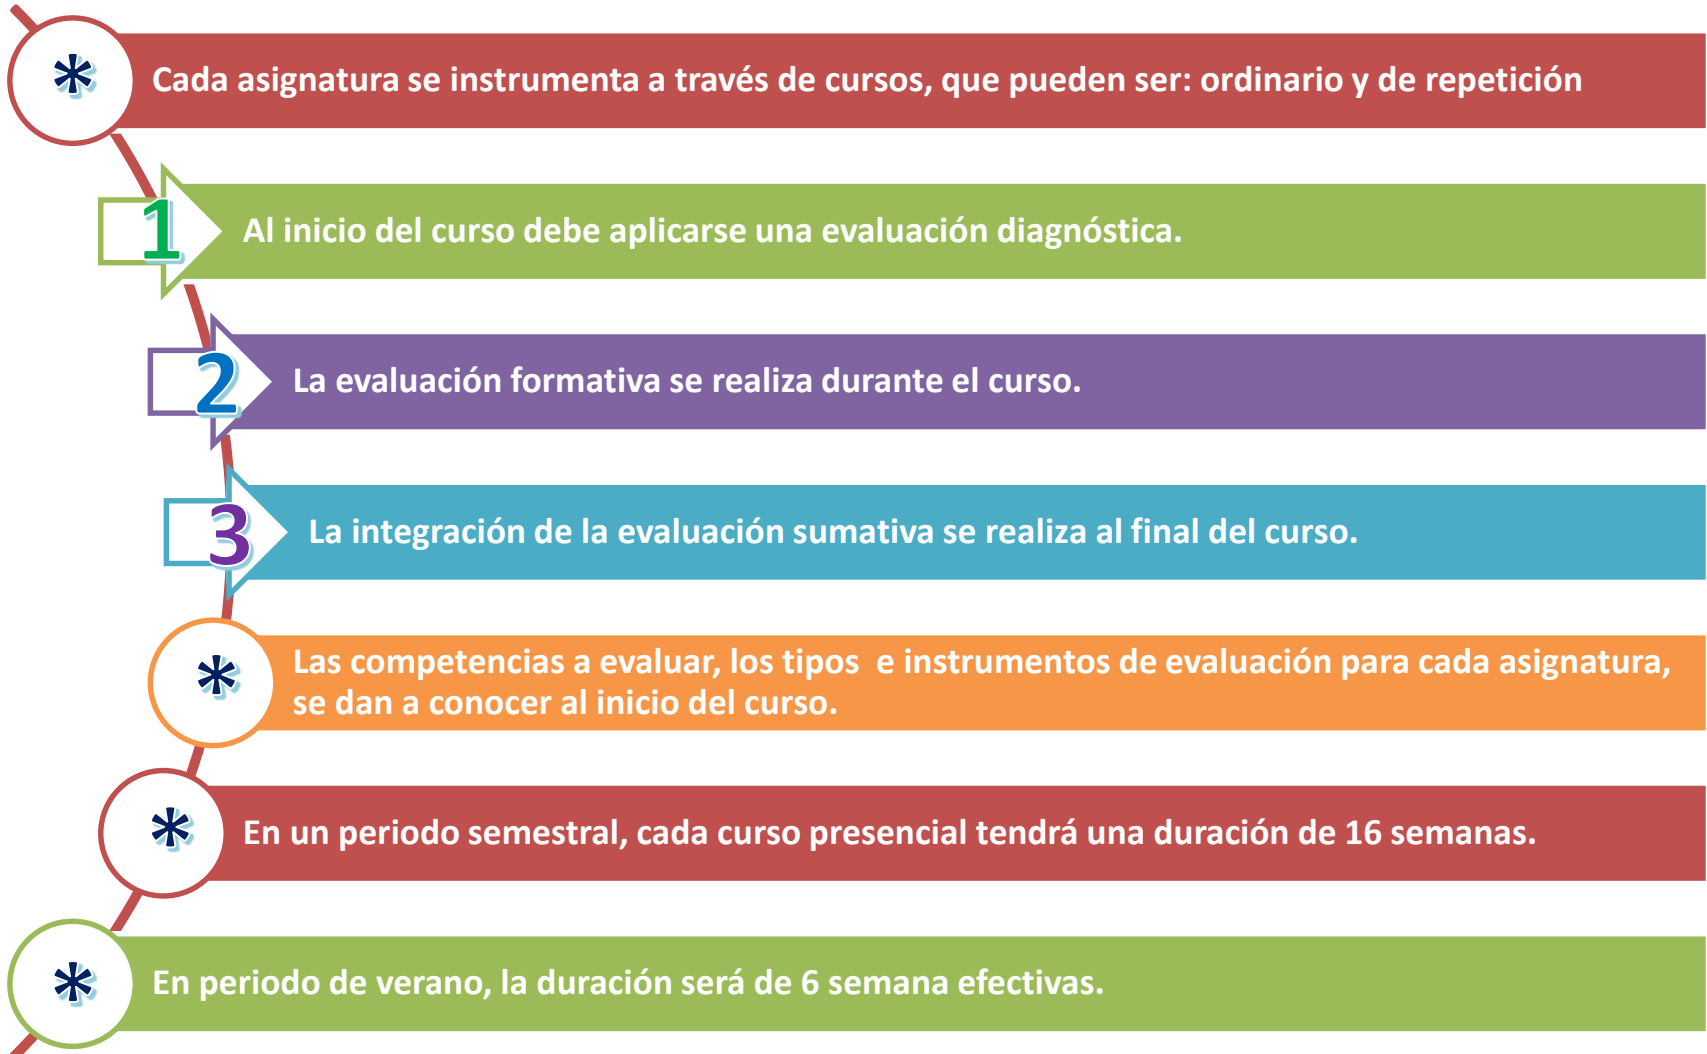 * Cada asignatura se instrumenta a través de cursos, que pueden ser: ordinario y de repetición
1 Al inicio del curso debe aplicarse una evaluación diagnóstica.
2 La evaluación formativa se realiza durante el curso.
3 La integración de la evaluación sumativa se realiza al final del curso.
* Las competencias a evaluar, los tipos  e instrumentos de evaluación para cada asignatura,
se dan a conocer al inicio del curso.
* En un periodo semestral, cada curso presencial tendrá una duración de 16 semanas.
* En periodo de verano, la duración será de 6 semana efectivas.